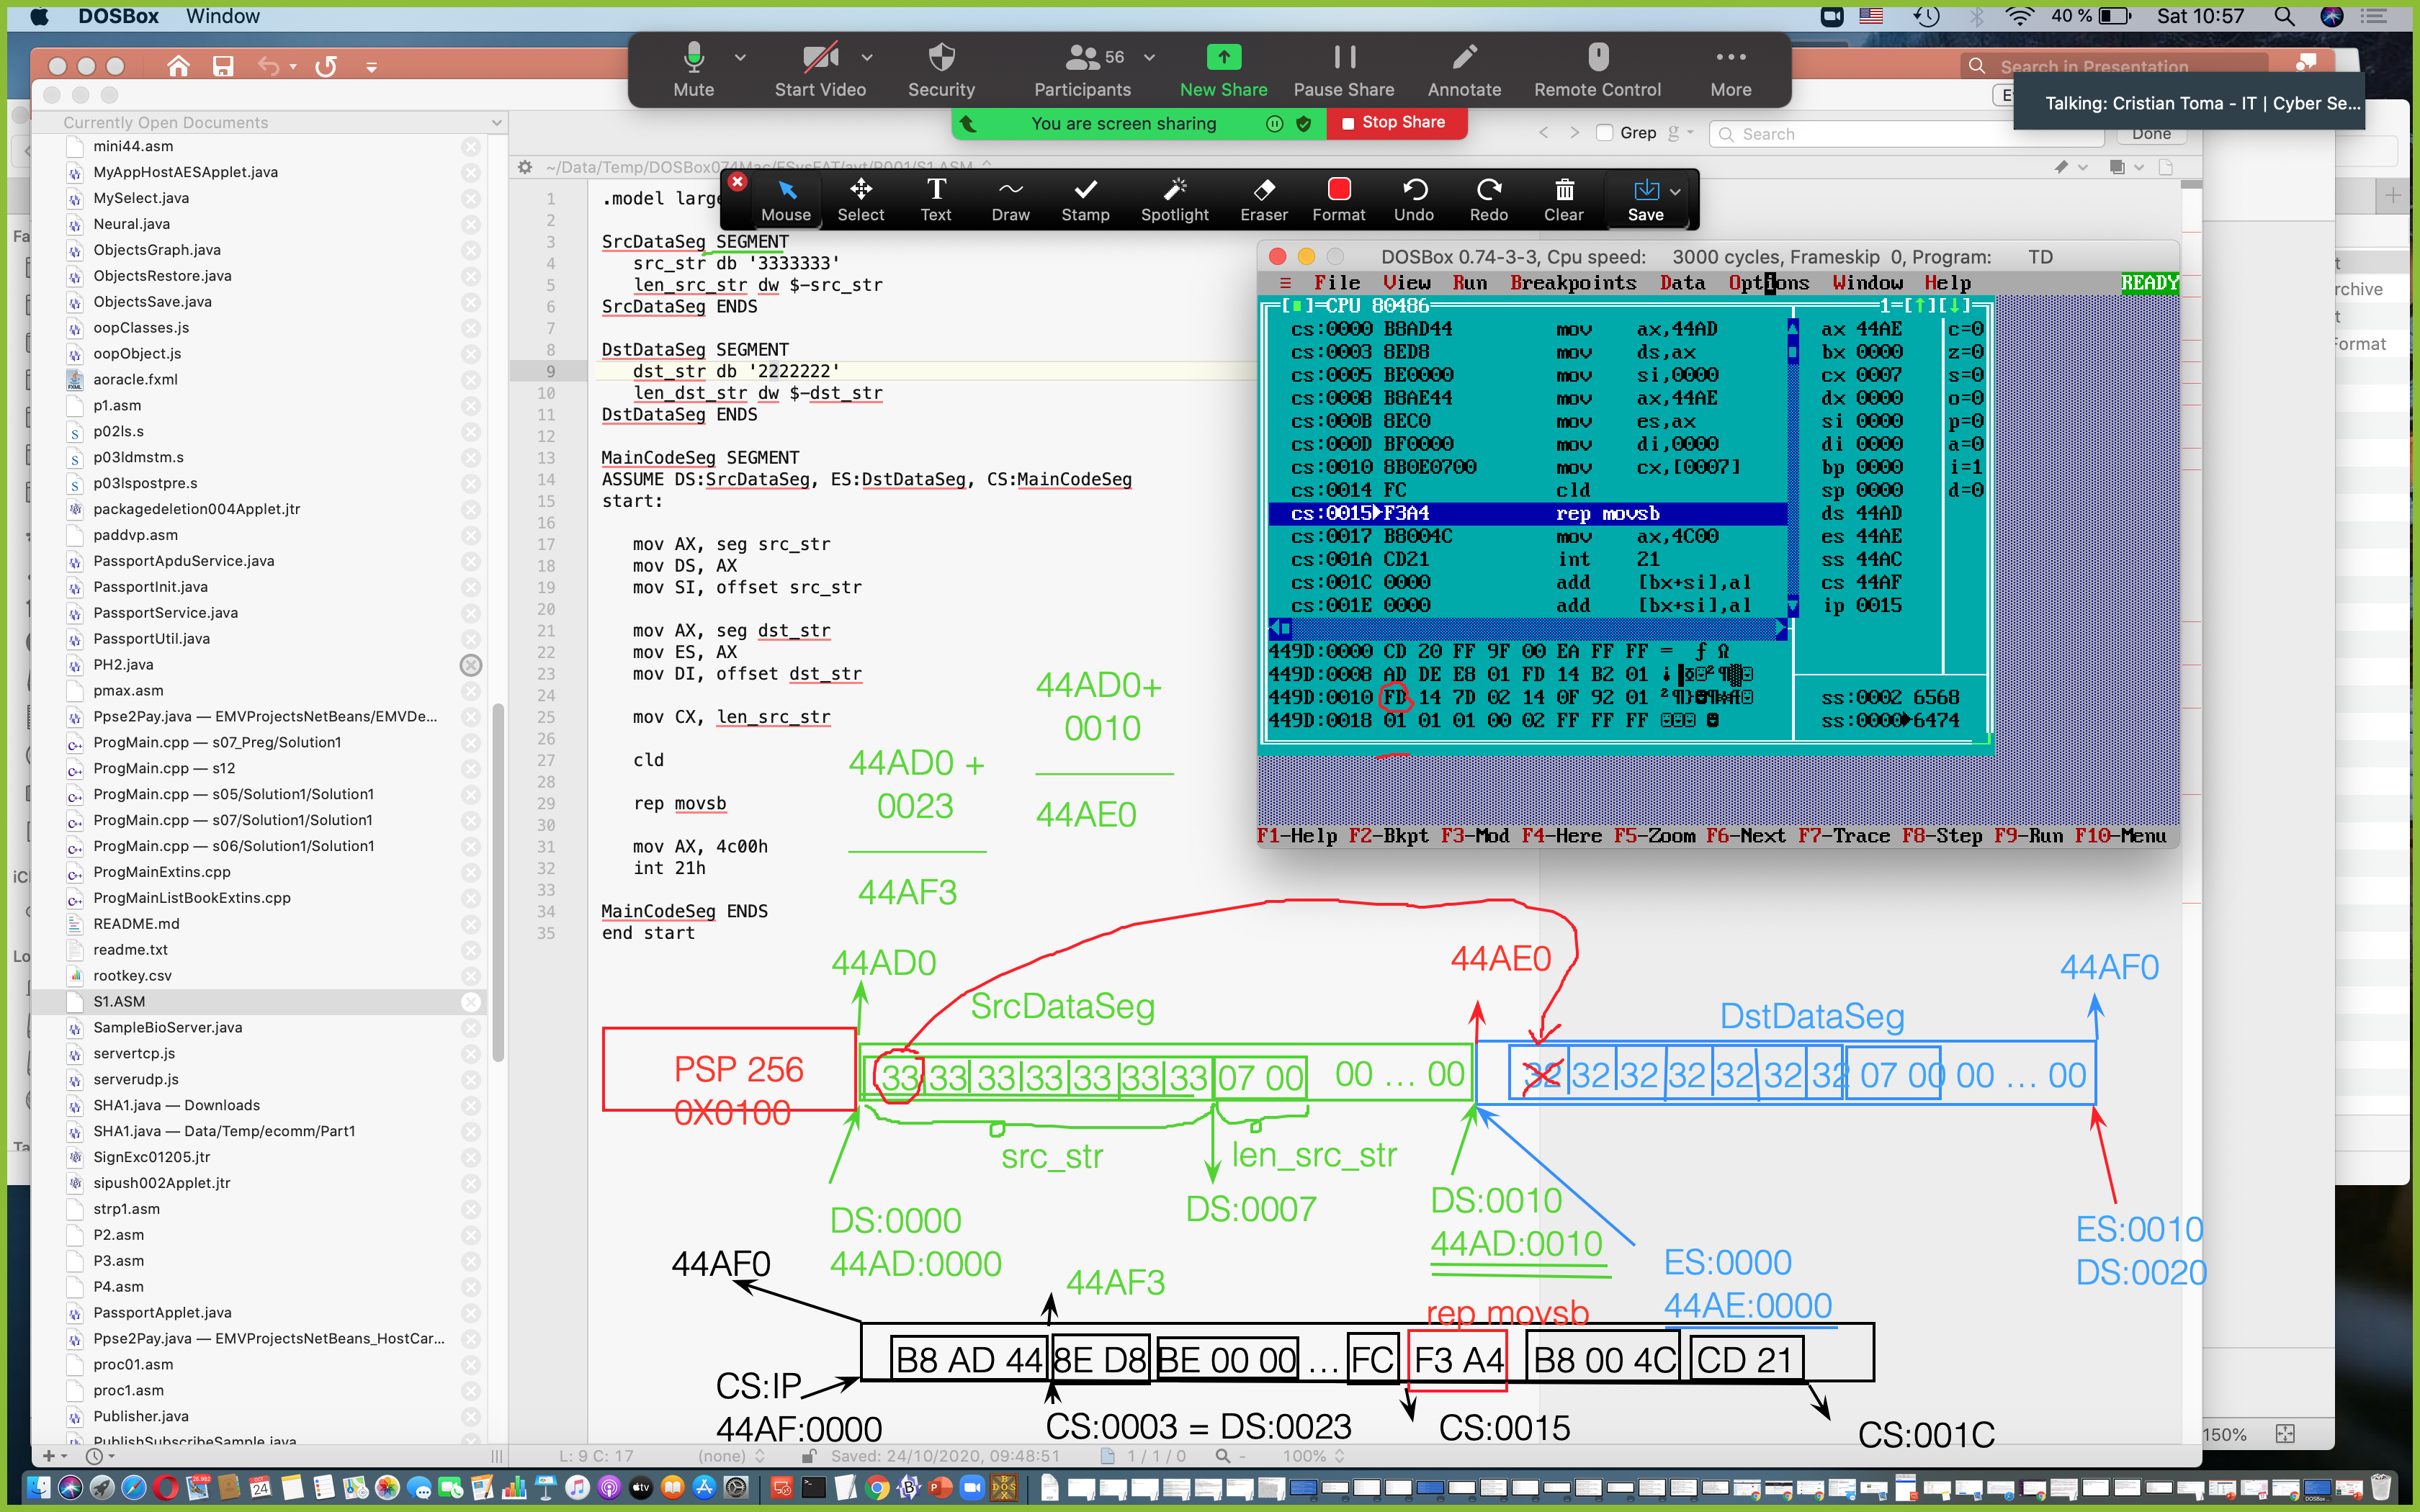 DOSBox Window
40 % Sat 10:57
Mute Start Video Security Participants 56 New Share Pause Share Annotate Remote Control More
Search in Presentation
Talking: Cristian Toma - IT | Cyber Se...
You are screen sharing Stop Share
Grep Search Done
Currently Open Documents
~/Data/Temp/DOSBox074Mac/
Mouse Select Text Draw Stamp Spotlight Eraser Format Undo Redo Clear Save
mini44.asm
MyAppHostAESApplet.java
MySelect.java
Neural.java
ObjectsGraph.java
ObjectsRestore.java
ObjectsSave.java
oopClasses.js
oopObject.js
aoracle.fxml
p1.asm
p02ls.s
p03ldmstm.s
p03lspostpre.s
packagedeletion004Applet.jtr
paddvp.asm
PassportApduService.java
PassportInit.java
PassportService.java
PassportUtil.java
PH2.java
pmax.asm
Ppse2Pay.java — EMVProjectsNetBeans/EMVDe...
ProgMain.cpp — s07_Preg/Solution1
ProgMain.cpp — s12
ProgMain.cpp — s05/Solution1/Solution1
ProgMain.cpp — s07/Solution1/Solution1
ProgMain.cpp — s06/Solution1/Solution1
ProgMainExtins.cpp
ProgMainListBookExtins.cpp
README.md
readme.txt
rootkey.csv
S1.ASM
SampleBioServer.java
servertcp.js
serverudp.js
SHA1.java — Downloads
SHA1.java — Data/Temp/ecomm/Part1
SignExc01205.jtr
sipush002Applet.jtr
strp1.asm
P2.asm
P3.asm
P4.asm
PassportApplet.java
Ppse2Pay.java — EMVProjectsNetBeans_HostCar...
proc01.asm
proc1.asm
Publisher.java
PublishSubscribeSample.java
1 .model large
2
3 SrcDataSeg SEGMENT
4 src_str db '3333333'
5 len_src_str dw $-src_str
6 SrcDataSeg ENDS
7
8 DstDataSeg SEGMENT
9 dst_str db '2222222'
10 len_dst_str dw $-dst_str
11 DstDataSeg ENDS
12
13 MainCodeSeg SEGMENT
14 ASSUME DS:SrcDataSeg, ES:DstDataSeg, CS:MainCodeSeg
15 start:
16
17 mov AX, seg src_str
18 mov DS, AX
19 mov SI, offset src_str
20
21 mov AX, seg dst_str
22 mov ES, AX
23 mov DI, offset dst_str
24
25 mov CX, len_src_str
26
27 cld
28
29 rep movsb
30
31 mov AX, 4c00h
32 int 21h
33
34 MainCodeSeg ENDS
35 end start
44AD0 +
0023
44AF3
44AD0+
0010
44AE0
DOSBox 0.74-3-3, Cpu speed: 3000 cycles, Frameskip 0, Program: TD
File View Run Breakpoints Data Options Window Help READY
CPU 80486 1
cs:0000 B8AD44 mov ax,44AD ax 44AE c=0
cs:0003 8ED8 mov ds,ax bx 0000 z=0
cs:0005 BE0000 mov si,0000 cx 0007 s=0
cs:0008 B8AE44 mov ax,44AE dx 0000 o=0
cs:000B 8EC0 mov es,ax si 0000 p=0
cs:000D BF0000 mov di,0000 di 0000 a=0
cs:0010 8B0E0700 mov cx,[0007] bp 0000 i=1
cs:0014 FC cld sp 0000 d=0
cs:0015 F3A4 rep movsb ds 44AD
cs:0017 B8004C mov ax,4C00 es 44AE
cs:001A CD21 int 21 ss 44AC
cs:001C 0000 add [bx+si],al cs 44AF
cs:001E 0000 add [bx+si],al ip 0015
449D:0000 CD 20 FF 9F 00 EA FF FF = ƒ Ω
449D:0008 AD DE E8 01 FD 14 B2 01
449D:0010 FD 14 7D 02 14 0F 92 01 ss:0002 6568
449D:0018 01 01 01 00 02 FF FF FF ss:0000 6474
F1-Help F2-Bkpt F3-Mod F4-Here F5-Zoom F6-Next F7-Trace F8-Step F9-Run F10-Menu
44AD0 44AE0 44AF0
SrcDataSeg DstDataSeg
PSP 256
0X0100
33 33 33 33 33 33 33 07 00 00 ... 00
32 32 32 32 32 32 32 07 00 00 ... 00
src_str len_src_str
DS:0000
44AD:0000
DS:0007
DS:0010
44AD:0010
ES:0000
44AE:0000
ES:0010
DS:0020
44AF0
44AF3
rep movsb
B8 AD 44 8E D8 BE 00 00 ... FC F3 A4 B8 00 4C CD 21
CS:IP
44AF:0000
CS:0003 = DS:0023
CS:0015
CS:001C
L: 9 C: 17 (none) Saved: 24/10/2020, 09:48:51 1 / 1 / 0 100%
150%